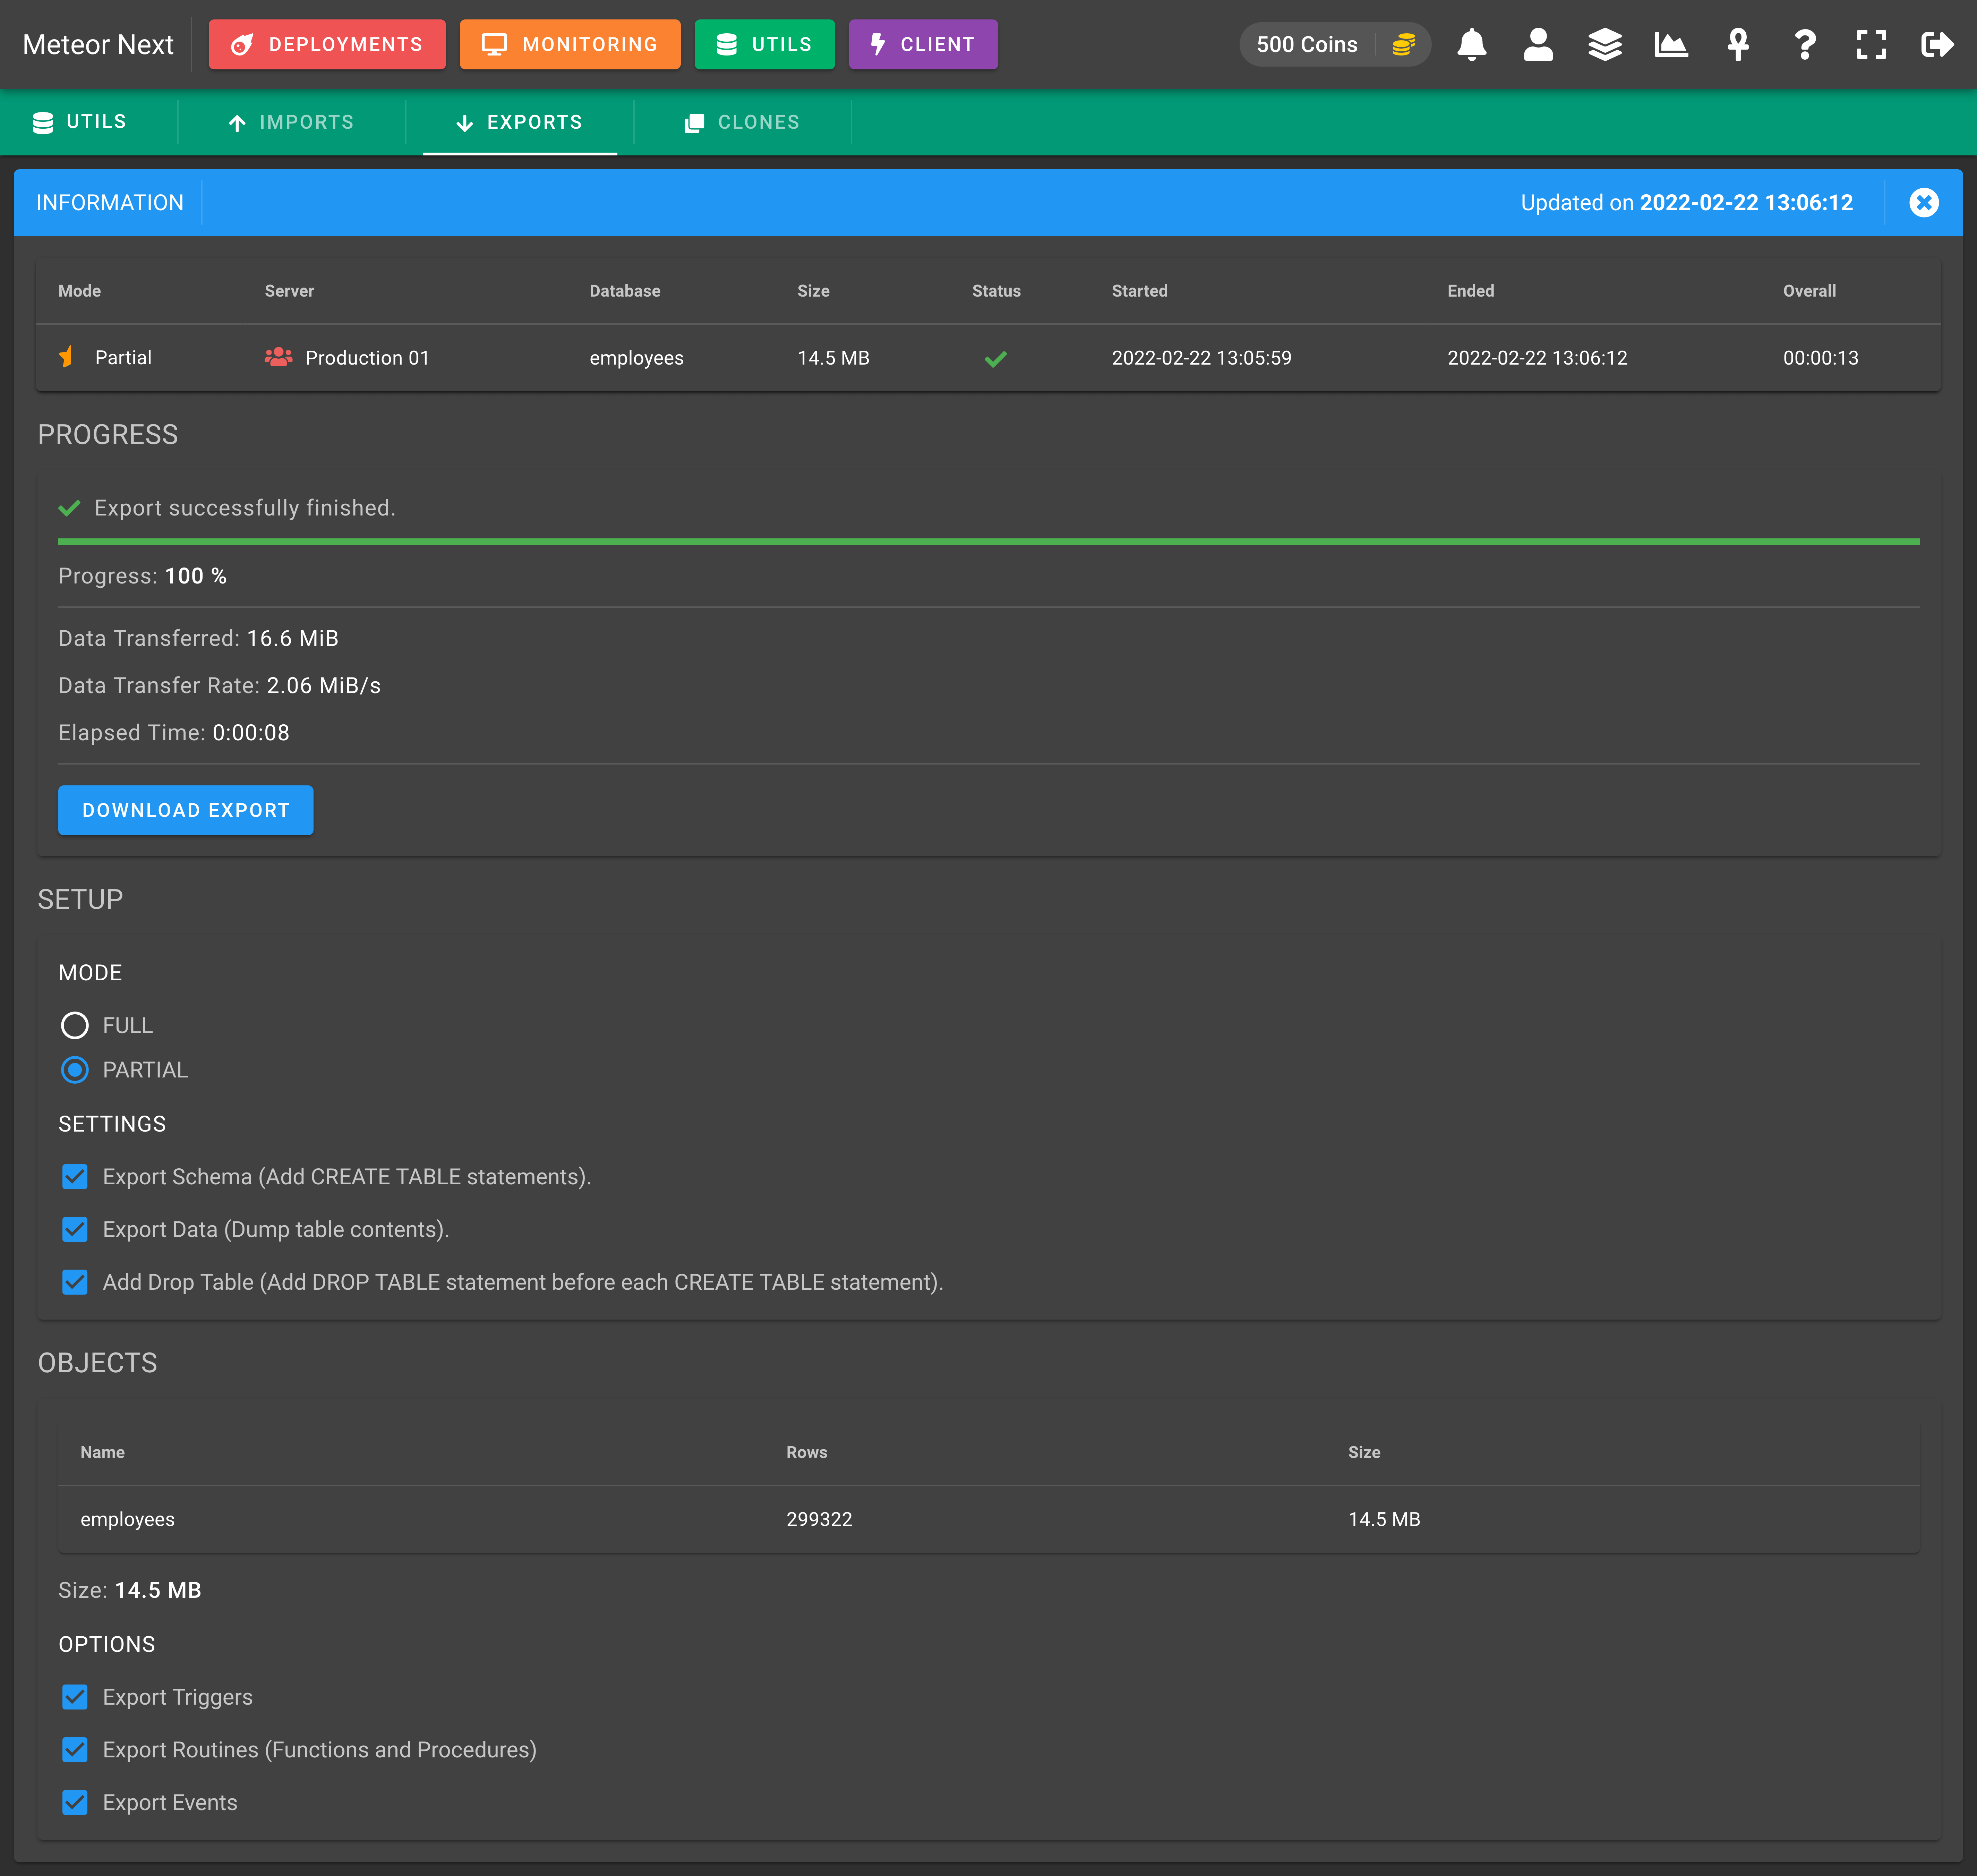 Meteor Next DEPLOYMENTS MONITORING UTILS CLIENT 500 Coins
UTILS IMPORTS EXPORTS CLONES
INFORMATION Updated on 2022-02-22 13:06:12
Mode Server Database Size Status Started Ended Overall
Partial Production 01 employees 14.5 MB 2022-02-22 13:05:59 2022-02-22 13:06:12 00:00:13
PROGRESS
Export successfully finished.
Progress: 100 %
Data Transferred: 16.6 MiB
Data Transfer Rate: 2.06 MiB/s
Elapsed Time: 0:00:08
DOWNLOAD EXPORT
SETUP
MODE
FULL
PARTIAL
SETTINGS
Export Schema (Add CREATE TABLE statements).
Export Data (Dump table contents).
Add Drop Table (Add DROP TABLE statement before each CREATE TABLE statement).
OBJECTS
Name Rows Size
employees 299322 14.5 MB
Size: 14.5 MB
OPTIONS
Export Triggers
Export Routines (Functions and Procedures)
Export Events